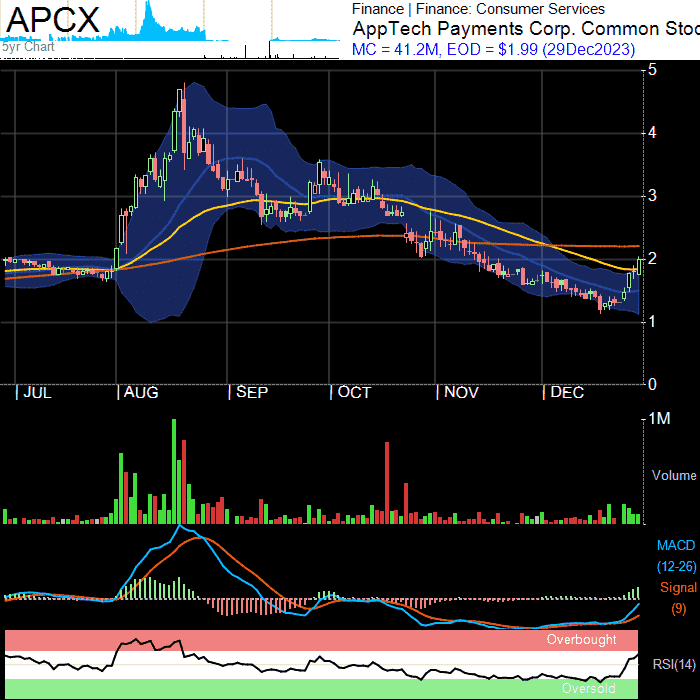 APCX
5yr Chart
Finance | Finance: Consumer Services
AppTech Payments Corp. Common Stoc
MC = 41.2M, EOD = $1.99 (29Dec2023)
5
4
3
2
1
0
| JUL | AUG | SEP | OCT | NOV | DEC
1M
Volume
MACD
(12-26)
Signal
(9)
Overbought
RSI(14)
Oversold